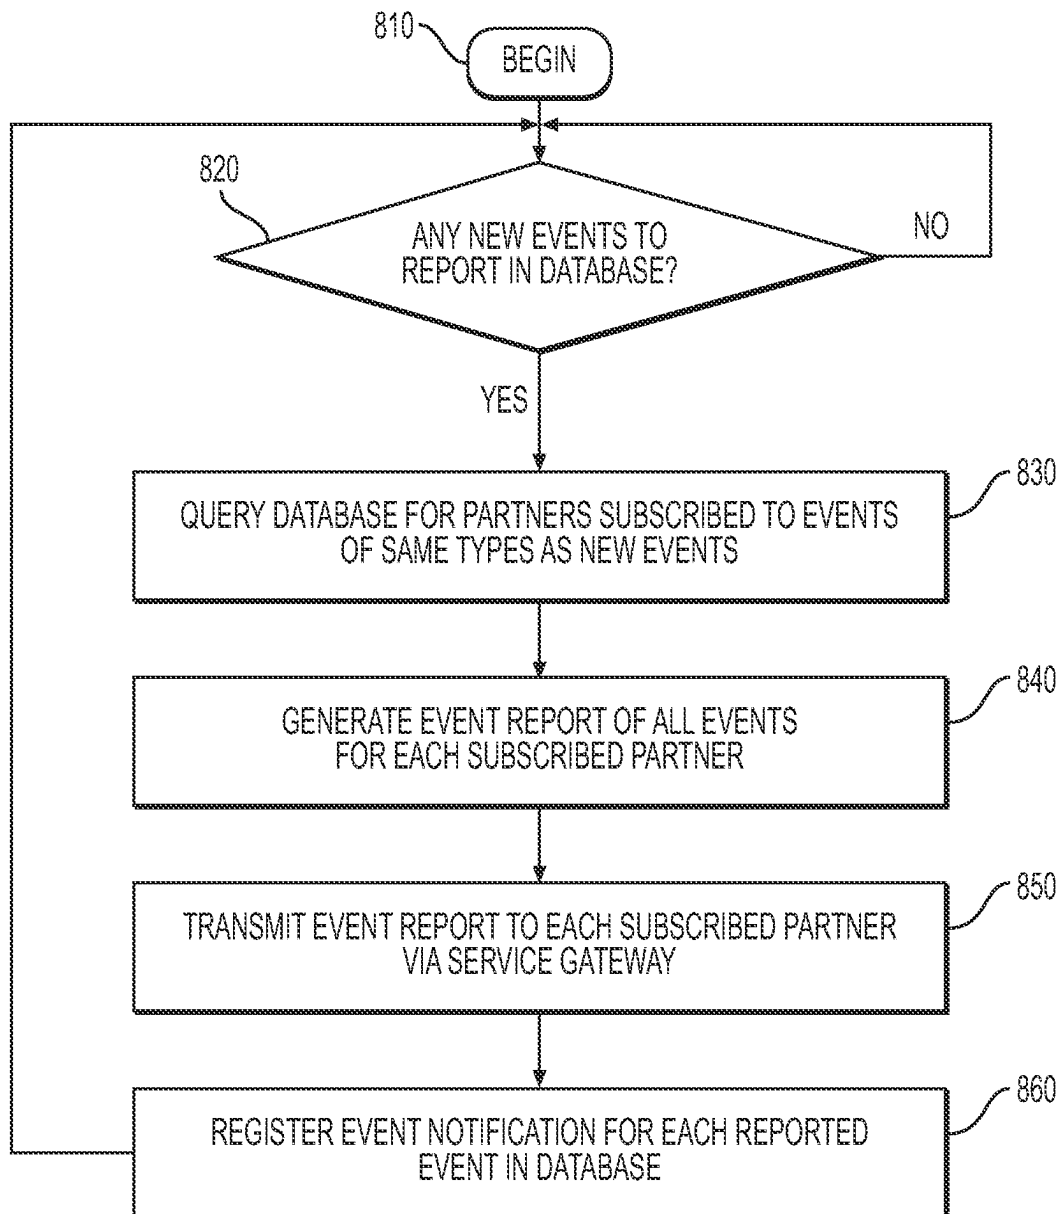 810
BEGIN
820
ANY NEW EVENTS TO
REPORT IN DATABASE?
NO
YES
830
QUERY DATABASE FOR PARTNERS SUBSCRIBED TO EVENTS
OF SAME TYPES AS NEW EVENTS
840
GENERATE EVENT REPORT OF ALL EVENTS
FOR EACH SUBSCRIBED PARTNER
850
TRANSMIT EVENT REPORT TO EACH SUBSCRIBED PARTNER
VIA SERVICE GATEWAY
860
REGISTER EVENT NOTIFICATION FOR EACH REPORTED
EVENT IN DATABASE